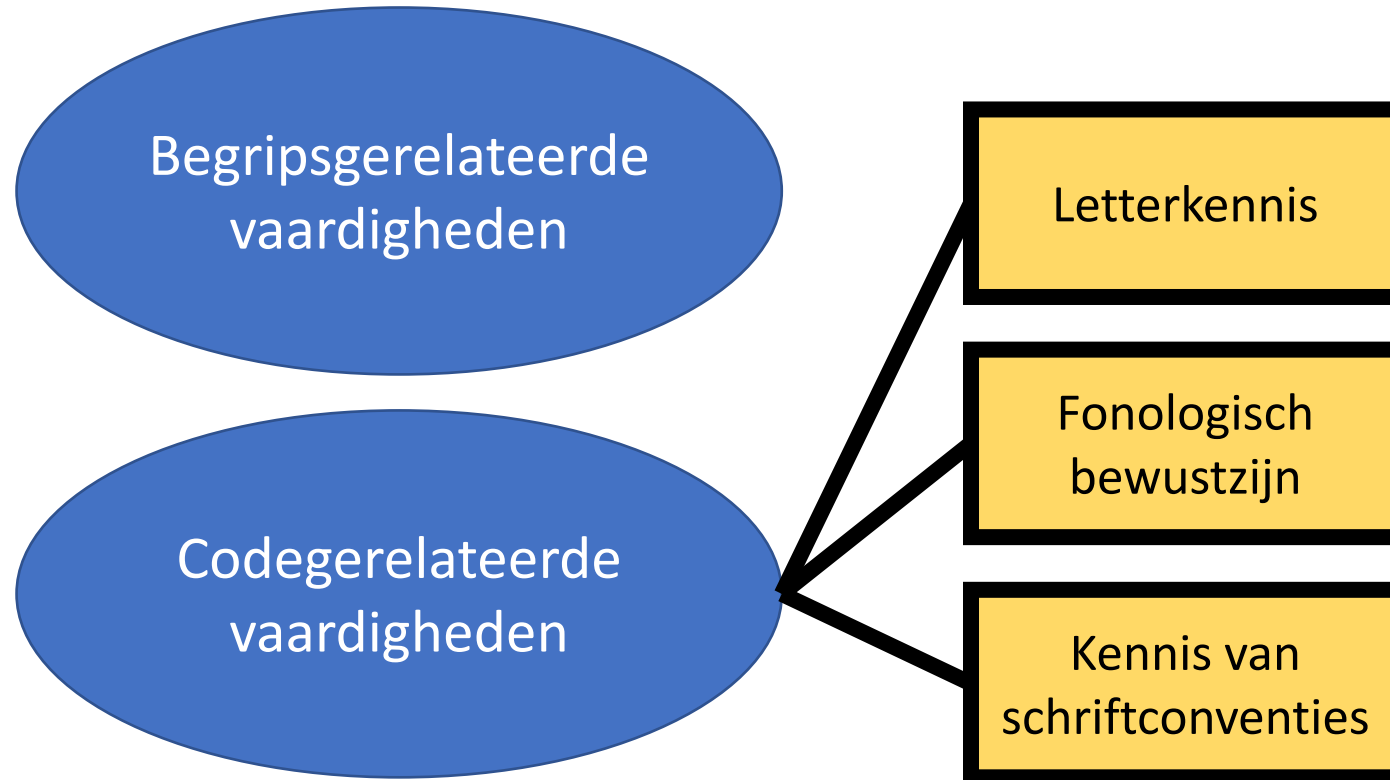 Begripsgerelateerde
vaardigheden
Codegerelateerde
vaardigheden
Letterkennis
Fonologisch
bewustzijn
Kennis van
schriftconventies